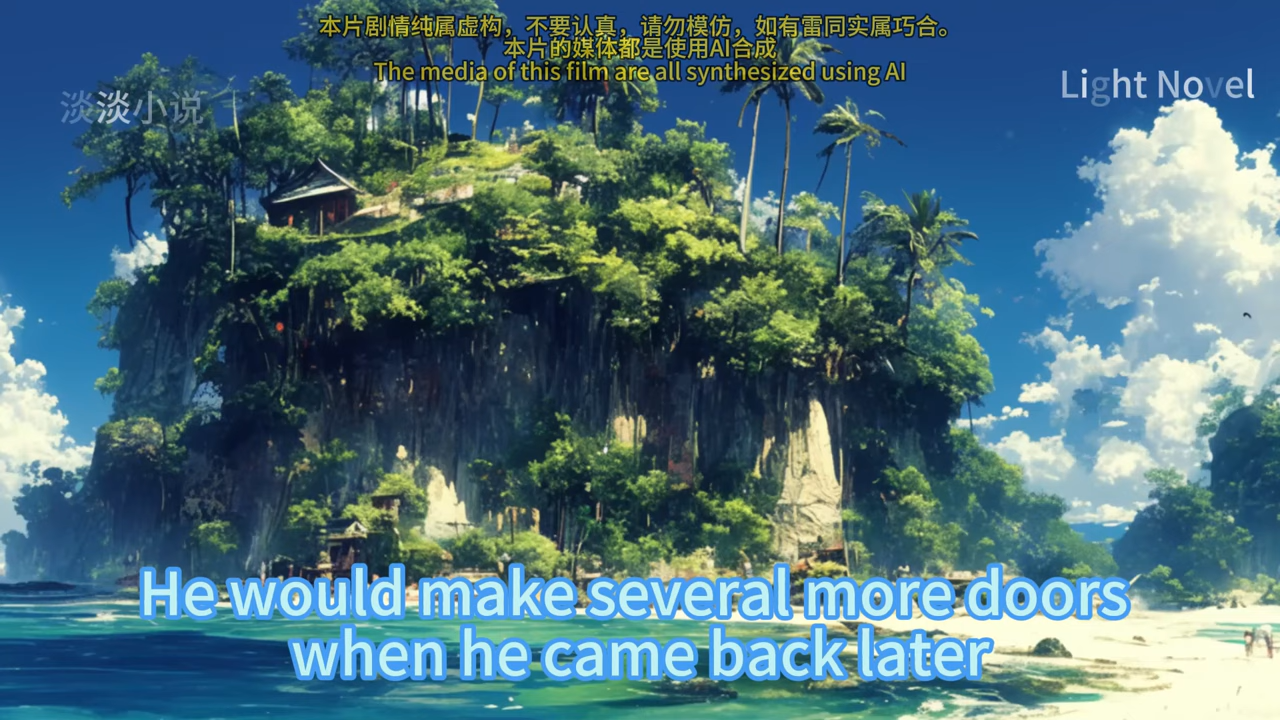 本片剧情纯属虚构，不要认真，请勿模仿，如有雷同实属巧合。
本片的媒体都是使用AI合成
The media of this film are all synthesized using AI
淡淡小说
Light Novel
He would make several more doors
when he came back later